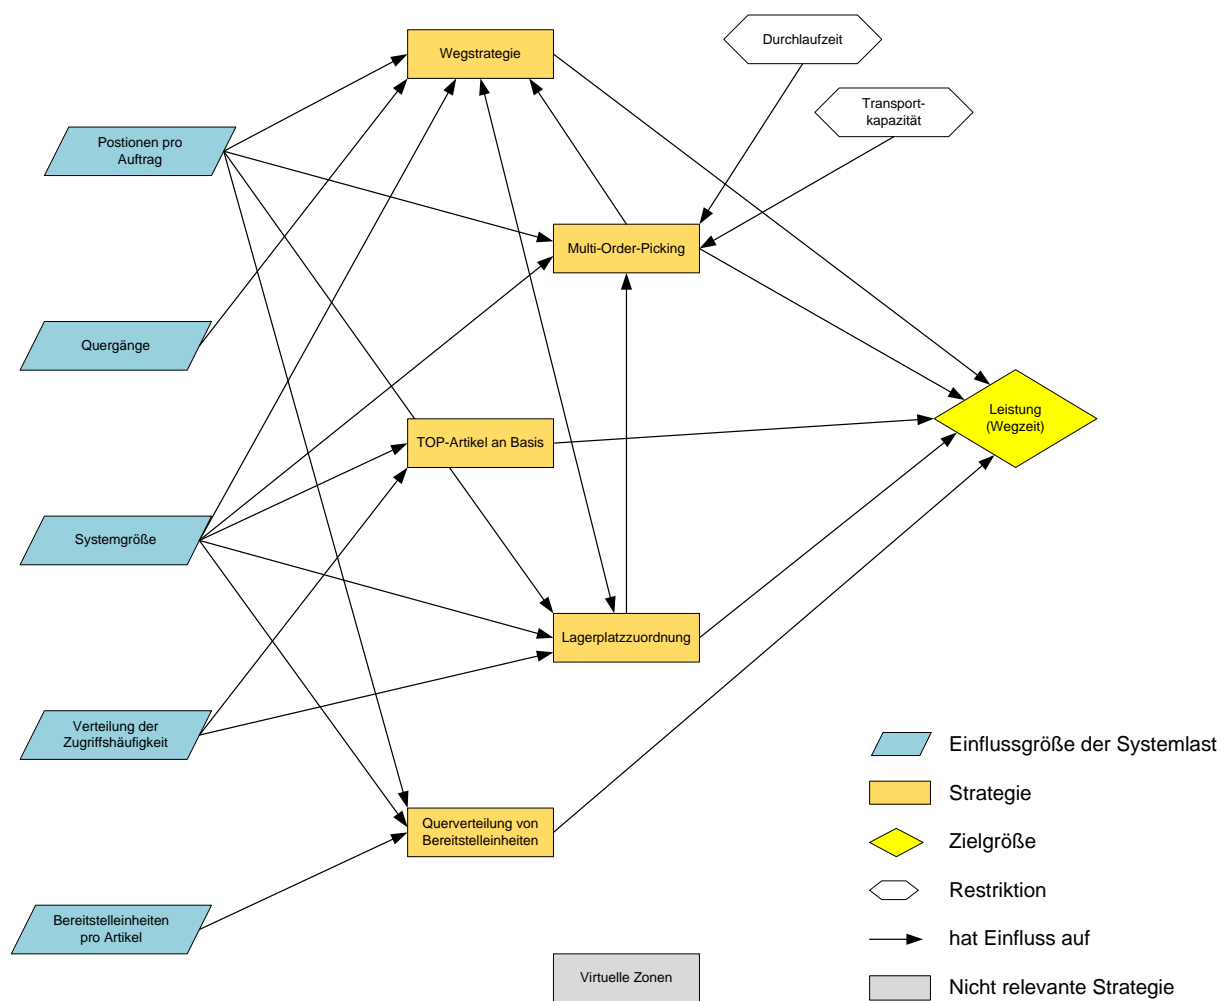 Durchlaufzeit
Wegstrategie
Transport-
kapazität
Postionen pro
Auftrag
Multi-Order-Picking
Quergänge
Leistung
(Wegzeit)
TOP-Artikel an Basis
Systemgröße
Lagerplatzzuordnung
Verteilung der
Zugriffshäufigkeit
Querverteilung von
Bereitstelleinheiten
Bereitstelleinheiten
pro Artikel
Virtuelle Zonen
Einflussgröße der Systemlast
Strategie
Zielgröße
Restriktion
hat Einfluss auf
Nicht relevante Strategie